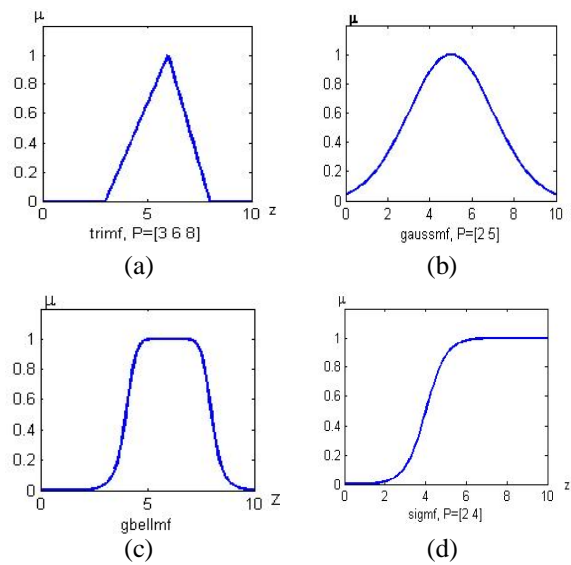 μ
1
0.8
0.6
0.4
0.2
0
0 5 10 z
trimf, P=[3 6 8]
(a)
μ
1
0.8
0.6
0.4
0.2
0
0 2 4 6 8 10 z
gaussmf, P=[2 5]
(b)
μ
1
0.8
0.6
0.4
0.2
0
0 5 10 Z
gbellmf
(c)
μ
1
0.8
0.6
0.4
0.2
0
0 2 4 6 8 10 z
sigmf, P=[2 4]
(d)